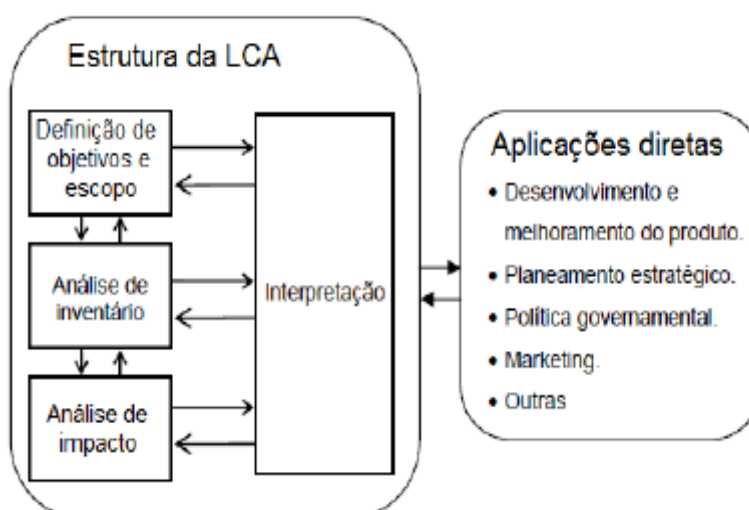 Estrutura da LCA
Definição de
objetivos e
escopo
Análise de
inventário
Análise de
impacto
Interpretação
Aplicações diretas
• Desenvolvimento e
melhoramento do produto.
• Planeamento estratégico.
• Política governamental.
• Marketing.
• Outras